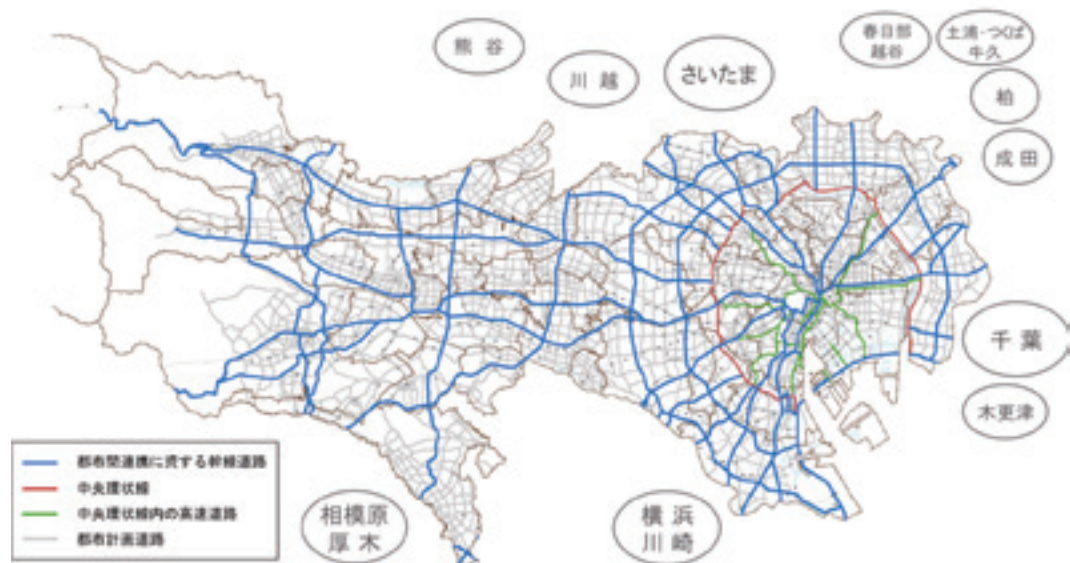 熊谷
川越
さいたま
春日部
越谷
土浦・つくば
牛久
柏
成田
千葉
木更津
相模原
厚木
横浜
川崎
都市間連携に資する幹線道路
中央環状線
中央環状線内の高速道路
都市計画道路